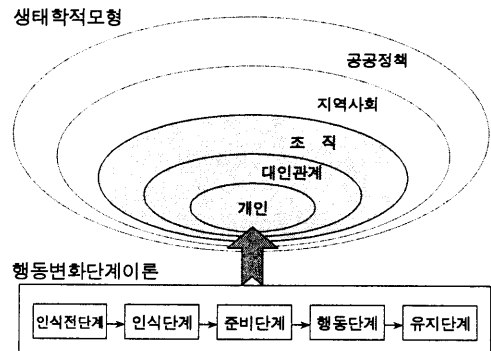 생태학적모형
공공정책
지역사회
조 직
대인관계
개인
행동변화단계이론
인식전단계 인식단계 준비단계 행동단계 유지단계